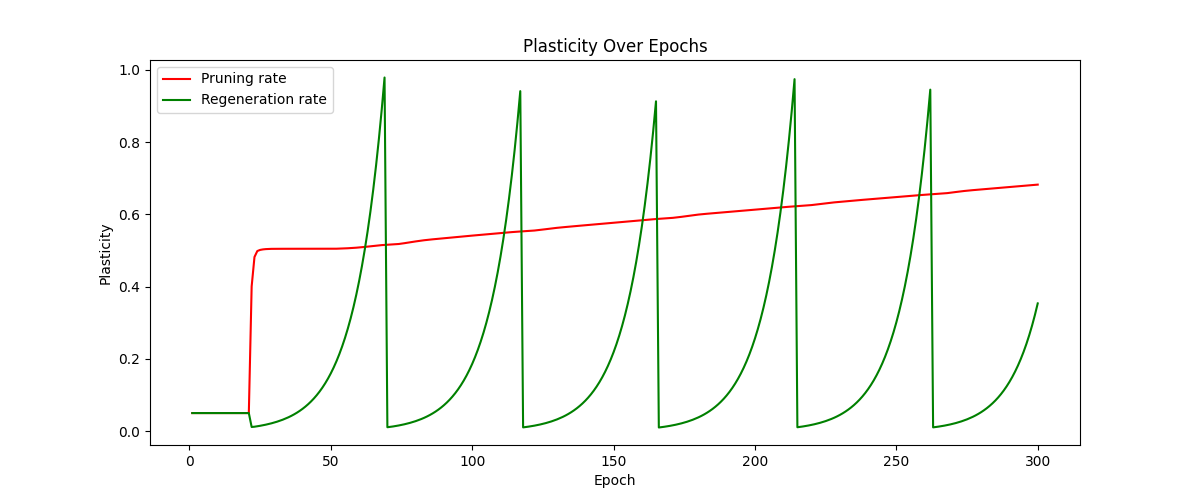 Plasticity Over Epochs
Pruning rate
Regeneration rate
Plasticity
1.0
0.8
0.6
0.4
0.2
0.0
0 50 100 150 200 250 300
Epoch